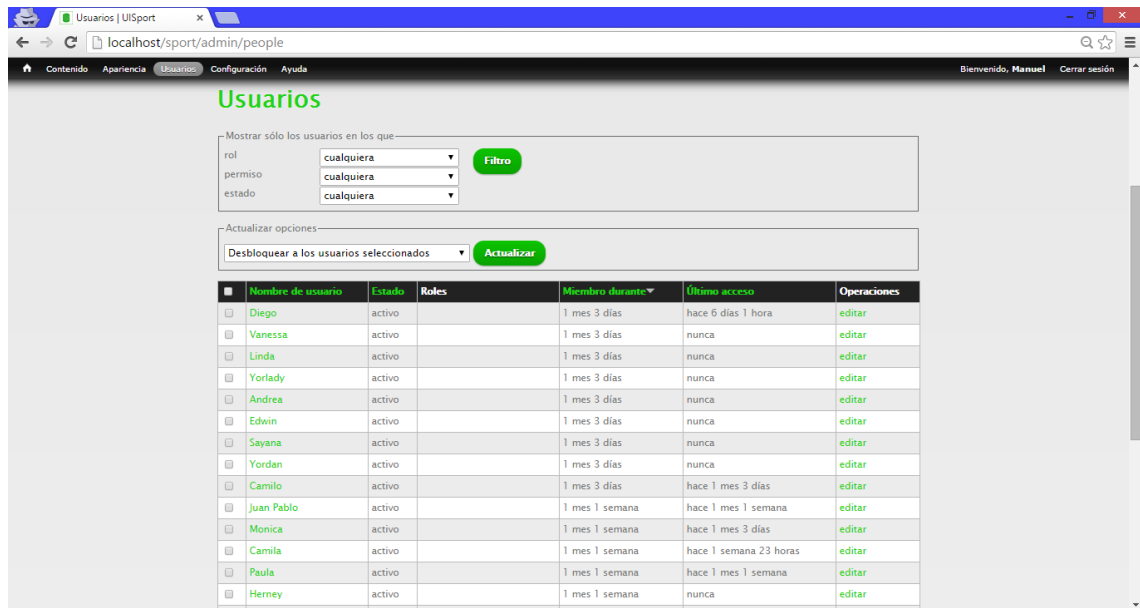 Usuarios | UISport
localhost/sport/admin/people
Contenido Apariencia Usuarios Configuración Ayuda Bienvenido, Manuel Cerrar sesión
Usuarios
Mostrar sólo los usuarios en los que
rol cualquiera Filtro
permiso cualquiera
estado cualquiera
Actualizar opciones
Desbloquear a los usuarios seleccionados Actualizar
Nombre de usuario Estado Roles Miembro durante Último acceso Operaciones
Diego activo 1 mes 3 días hace 6 días 1 hora editar
Vanessa activo 1 mes 3 días nunca editar
Linda activo 1 mes 3 días nunca editar
Yorlady activo 1 mes 3 días nunca editar
Andrea activo 1 mes 3 días nunca editar
Edwin activo 1 mes 3 días nunca editar
Sayana activo 1 mes 3 días nunca editar
Yordan activo 1 mes 3 días nunca editar
Camilo activo 1 mes 3 días hace 1 mes 3 días editar
Juan Pablo activo 1 mes 1 semana hace 1 mes 1 semana editar
Monica activo 1 mes 1 semana hace 1 mes 3 días editar
Camila activo 1 mes 1 semana hace 1 semana 23 horas editar
Paula activo 1 mes 1 semana hace 1 mes 1 semana editar
Herney activo 1 mes 1 semana nunca editar